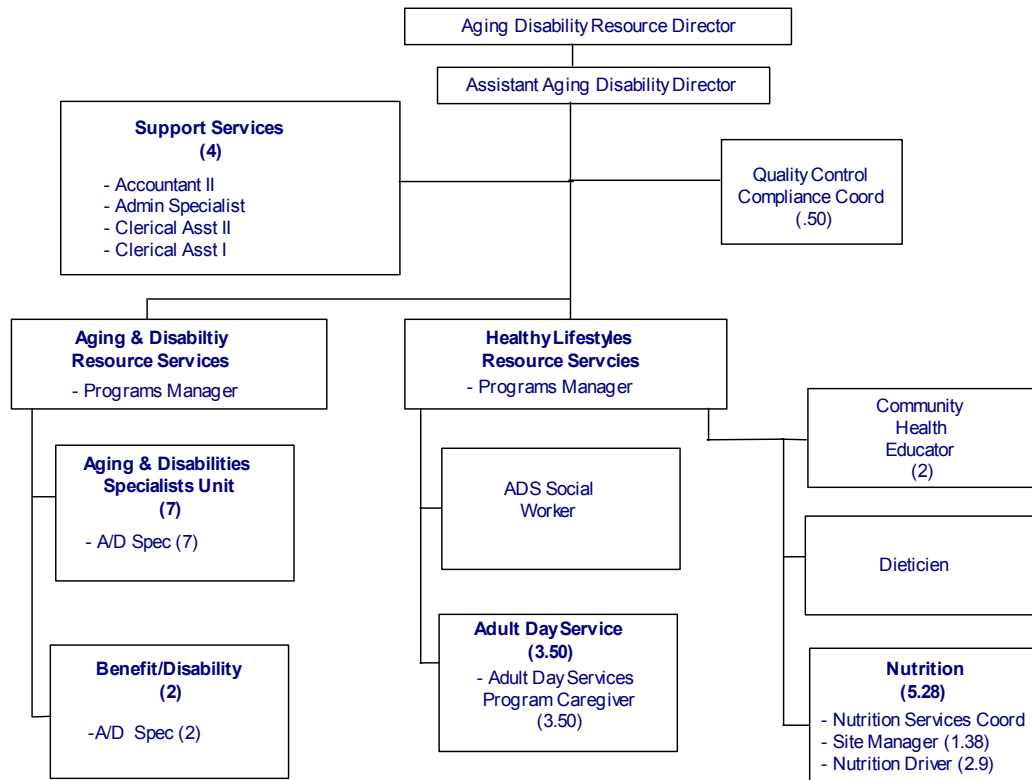 Aging Disability Resource Director
Assistant Aging Disability Director
Support Services
(4)
- Accountant II
- Admin Specialist
- Clerical Asst II
- Clerical Asst I
Quality Control
Compliance Coord
(.50)
Aging & Disabiltiy
Resource Services
- Programs Manager
Healthy Lifestyles
Resource Servcies
- Programs Manager
Aging & Disabilities
Specialists Unit
(7)
- A/D Spec (7)
Benefit/Disability
(2)
-A/D Spec (2)
ADS Social
Worker
Adult Day Service
(3.50)
- Adult Day Services
Program Caregiver
(3.50)
Community
Health
Educator
(2)
Dieticien
Nutrition
(5.28)
- Nutrition Services Coord
- Site Manager (1.38)
- Nutrition Driver (2.9)